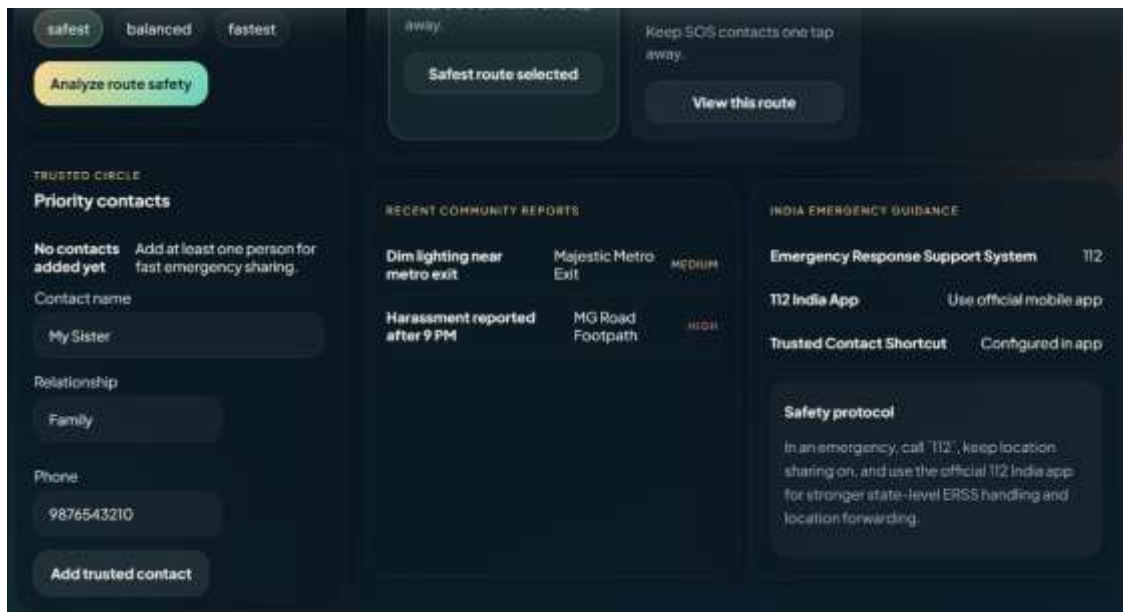 safest balanced fastest
Analyze route safety
away.
Safest route selected
Keep SOS contacts one tap
away.
View this route
TRUSTED CIRCLE
Priority contacts
No contacts
added yet
Add at least one person for
fast emergency sharing.
Contact name
My Sister
Relationship
Family
Phone
9876543210
Add trusted contact
RECENT COMMUNITY REPORTS
Dim lighting near
metro exit
Majestic Metro
Exit
MEDIUM
Harassment reported
after 9 PM
MG Road
Footpath
HIGH
INDIA EMERGENCY GUIDANCE
Emergency Response Support System 112
112 India App Use official mobile app
Trusted Contact Shortcut Configured in app
Safety protocol
In an emergency, call `112`, keep location
sharing on, and use the official 112 India app
for stronger state-level ERSS handling and
location forwarding.